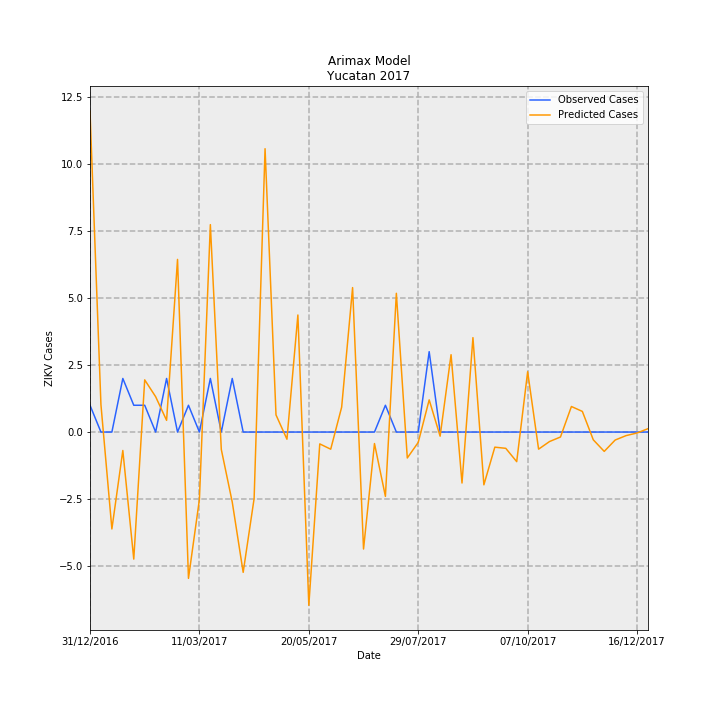 Arimax Model
Yucatan 2017
Observed Cases
Predicted Cases
12.5
10.0
7.5
5.0
2.5
0.0
−2.5
−5.0
ZIKV Cases
31/12/2016 11/03/2017 20/05/2017 29/07/2017 07/10/2017 16/12/2017
Date